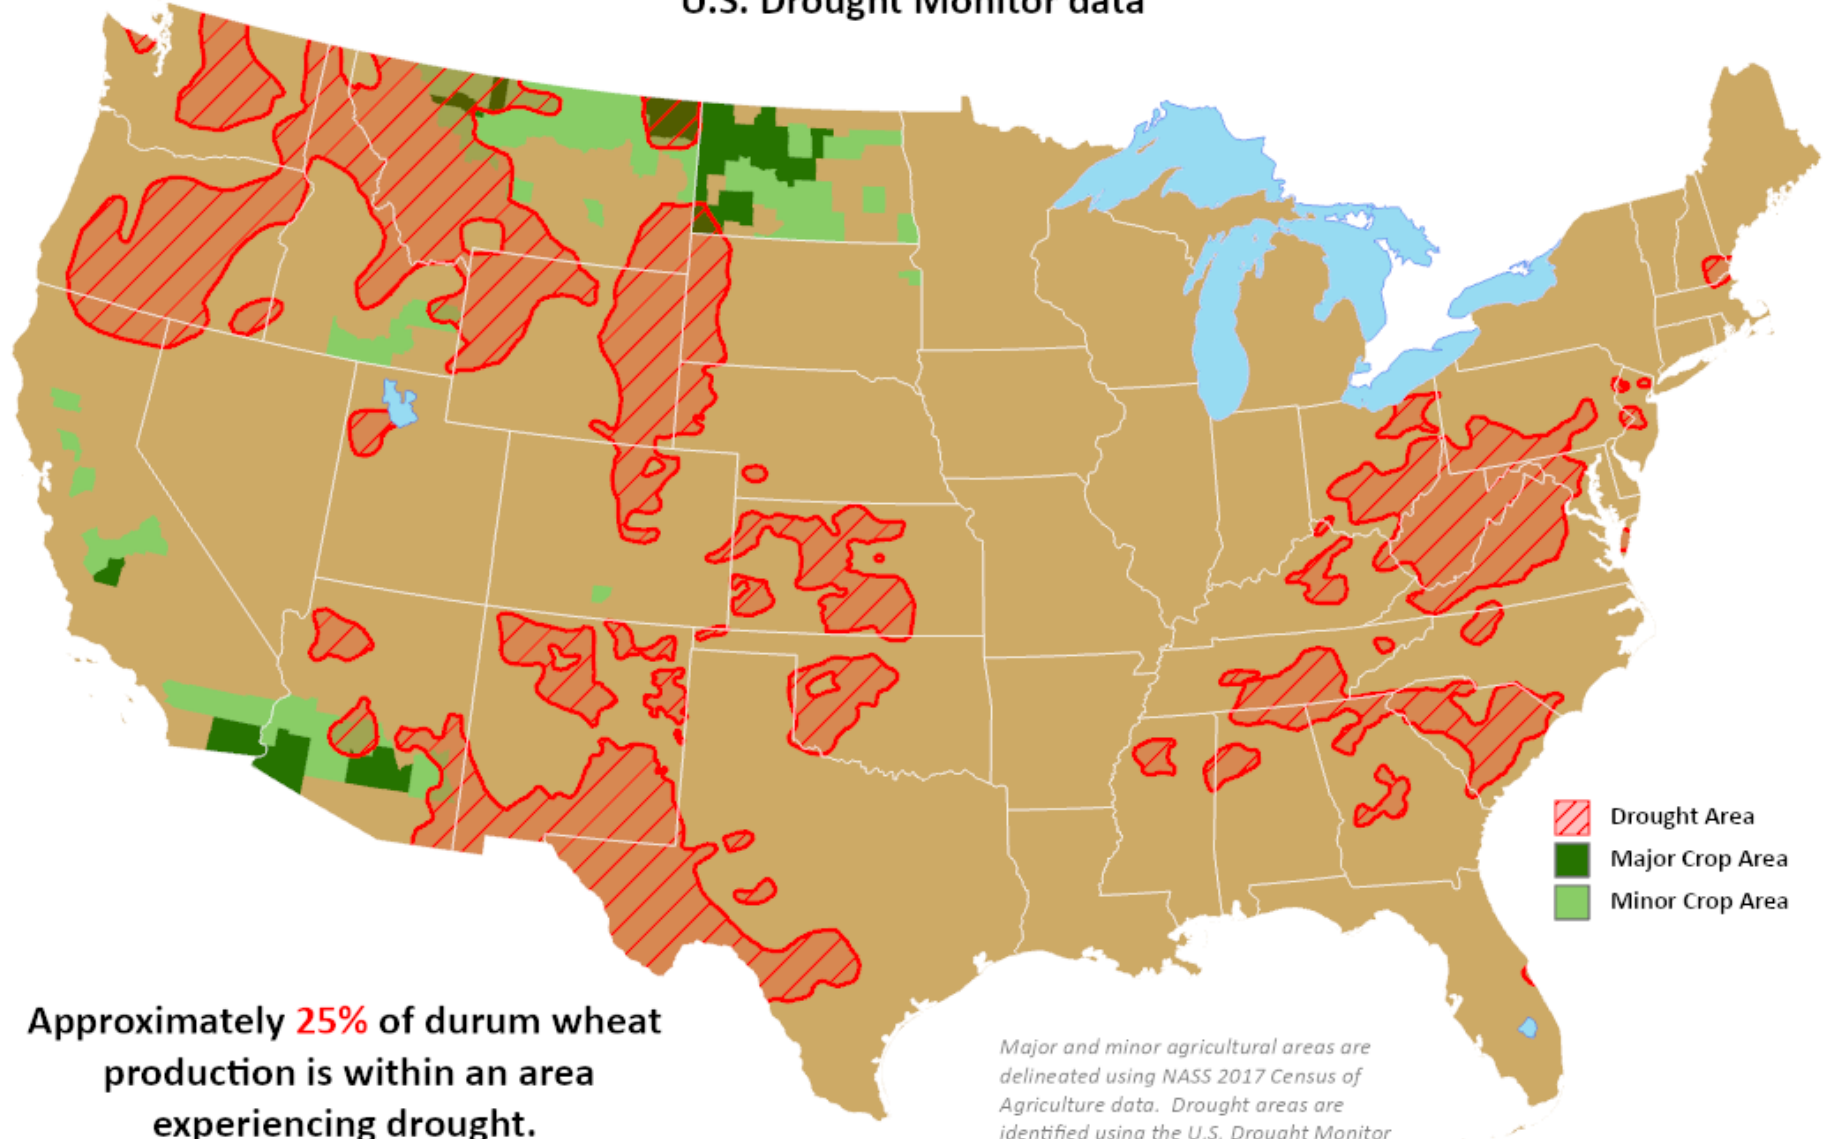 U.S. Drought Monitor data
Drought Area
Major Crop Area
Minor Crop Area
Approximately 25% of durum wheat
production is within an area
experiencing drought.
Major and minor agricultural areas are
delineated using NASS 2017 Census of
Agriculture data. Drought areas are
identified using the U.S. Drought Monitor